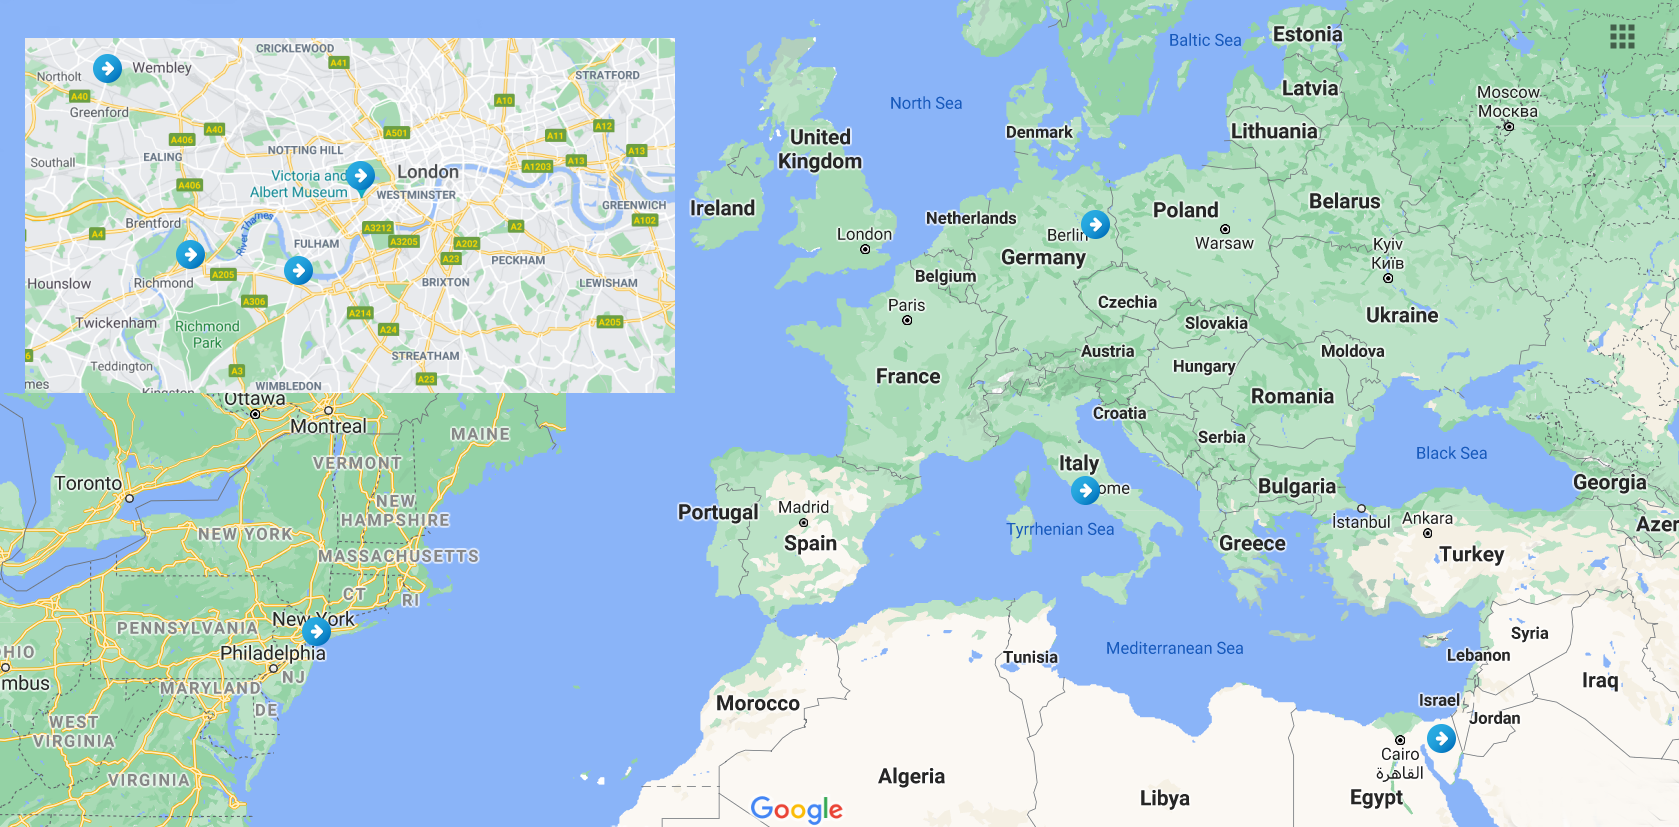 CRICKLEWOOD
A41
Wembley
Northolt
STRATFORD
A40
A10
Greenford
A12
A40
A501
A11
A406
NOTTING HILL
A13
EALING
A13
Southall
A1203
Victoria and
Albert Museum
London
A406
WESTMINSTER
GREENWICH
Brentford
A102
River Thames
A3212
A2
A4
FULHAM
A3205
A202
A23
PECKHAM
A205
Richmond
Hounslow
BRIXTON
LEWISHAM
A306
A214
Twickenham
Richmond
Park
A24
A205
STREATHAM
Teddington
A3
A23
WIMBLEDON
Ottawa
Montreal
MAINE
VERMONT
Toronto
NEW
HAMPSHIRE
NEW YORK
MASSACHUSETTS
CT
RI
New York
PENNSYLVANIA
Philadelphia
OHIO
NJ
mbus
MARYLAND
DE
WEST
VIRGINIA
VIRGINIA
Baltic Sea
Estonia
Latvia
Moscow
Москва
North Sea
Denmark
Lithuania
United
Kingdom
Ireland
Netherlands
Poland
Belarus
London
Berlin
Warsaw
Kyiv
Київ
Germany
Belgium
Czechia
Paris
Slovakia
Ukraine
Austria
Hungary
Moldova
France
Romania
Croatia
Serbia
Black Sea
Italy
ome
Bulgaria
Georgia
Portugal
Madrid
Spain
Tyrrhenian Sea
İstanbul
Ankara
Azer
Greece
Turkey
Syria
Lebanon
Mediterranean Sea
Tunisia
Iraq
Israel
Morocco
Jordan
Cairo
القاهرة
Algeria
Libya
Egypt
Google